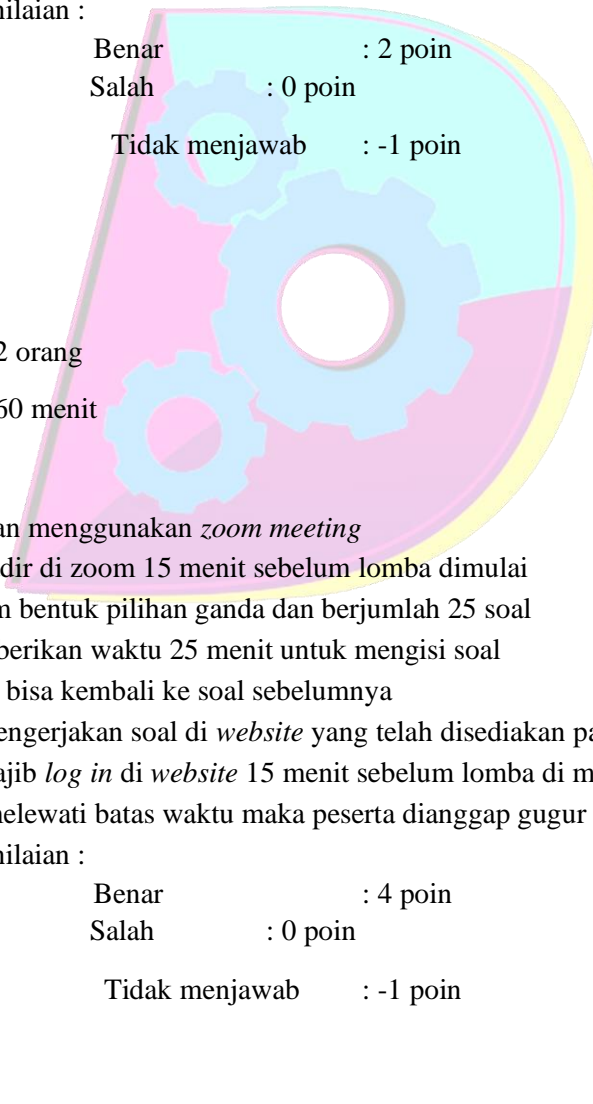 nilaian :
Benar : 2 poin
Salah : 0 poin
Tidak menjawab : -1 poin
2 orang
60 menit
an menggunakan zoom meeting
dir di zoom 15 menit sebelum lomba dimulai
m bentuk pilihan ganda dan berjumlah 25 soal
berikan waktu 25 menit untuk mengisi soal
bisa kembali ke soal sebelumnya
engerjakan soal di website yang telah disediakan pa
ajib log in di website 15 menit sebelum lomba di m
melewati batas waktu maka peserta dianggap gugur
nilaian :
Benar : 4 poin
Salah : 0 poin
Tidak menjawab : -1 poin